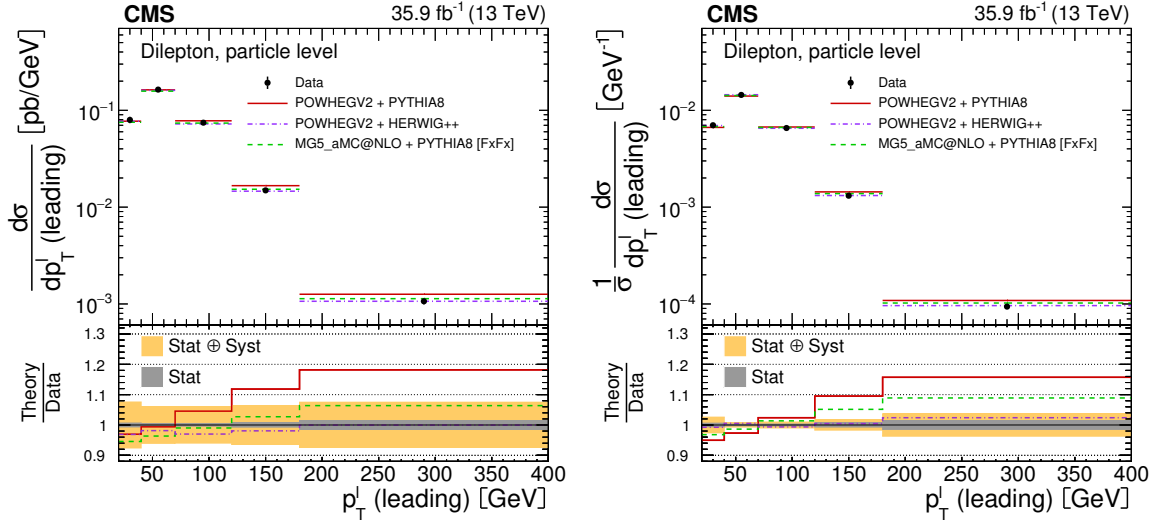 CMS 35.9 fb⁻¹ (13 TeV)
Dilepton, particle level
Data
POWHEGV2 + PYTHIA8
POWHEGV2 + HERWIG++
MG5_aMC@NLO + PYTHIA8 [FxFx]
dσ / dp_T^l (leading) [pb/GeV]
10⁻¹
10⁻²
10⁻³
Stat ⊕ Syst
Stat
Theory
Data
1.3
1.2
1.1
1
0.9
50 100 150 200 250 300 350 400
p_T^l (leading) [GeV]
CMS 35.9 fb⁻¹ (13 TeV)
Dilepton, particle level
Data
POWHEGV2 + PYTHIA8
POWHEGV2 + HERWIG++
MG5_aMC@NLO + PYTHIA8 [FxFx]
1/σ dσ / dp_T^l (leading) [GeV⁻¹]
10⁻²
10⁻³
10⁻⁴
Stat ⊕ Syst
Stat
Theory
Data
1.3
1.2
1.1
1
0.9
50 100 150 200 250 300 350 400
p_T^l (leading) [GeV]